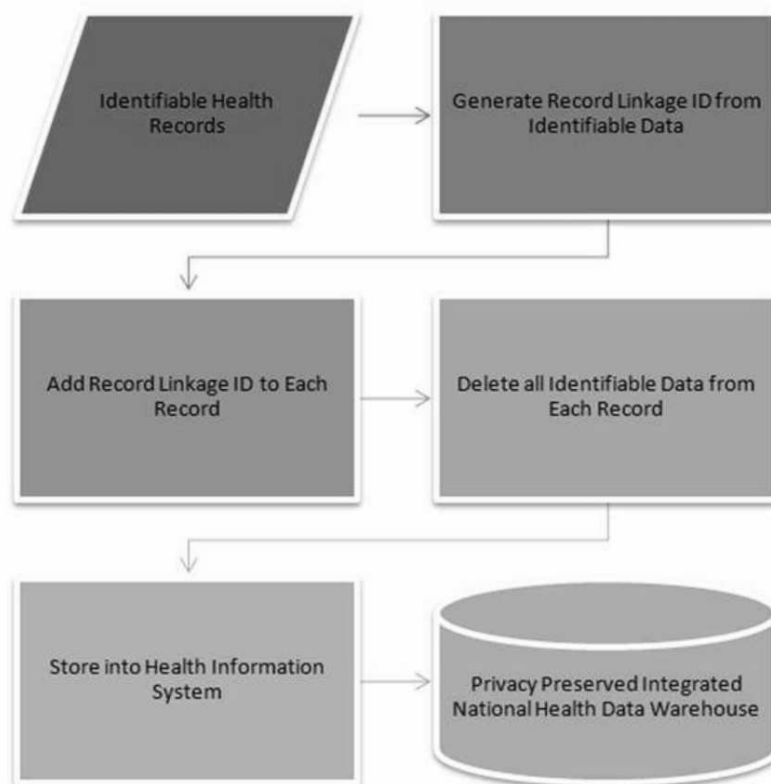 Identifiable Health
Records
Generate Record Linkage ID from
Identifiable Data
Add Record Linkage ID to Each
Record
Delete all Identifiable Data from
Each Record
Store into Health Information
System
Privacy Preserved Integrated
National Health Data Warehouse